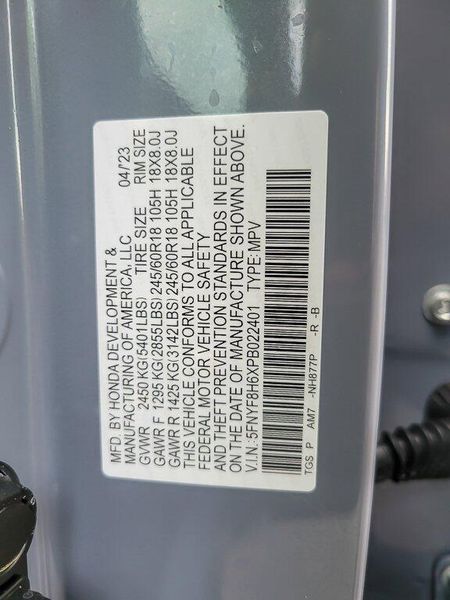 MFD. BY HONDA DEVELOPMENT & 04/23
MANUFACTURING OF AMERICA, LLC
GVWR 2450 KG(5401LBS) TIRE SIZE RIM SIZE
GAWR F 1295 KG(2855LBS) 245/60R18 105H 18X8.0J
GAWR R 1425 KG(3142LBS) 245/60R18 105H 18X8.0J
THIS VEHICLE CONFORMS TO ALL APPLICABLE
FEDERAL MOTOR VEHICLE SAFETY
AND THEFT PREVENTION STANDARDS IN EFFECT
ON THE DATE OF MANUFACTURE SHOWN ABOVE.
V.I.N: 5FNYF8H6XPB022401 TYPE: MPV
TGS P AM7 -NH877P -R -B